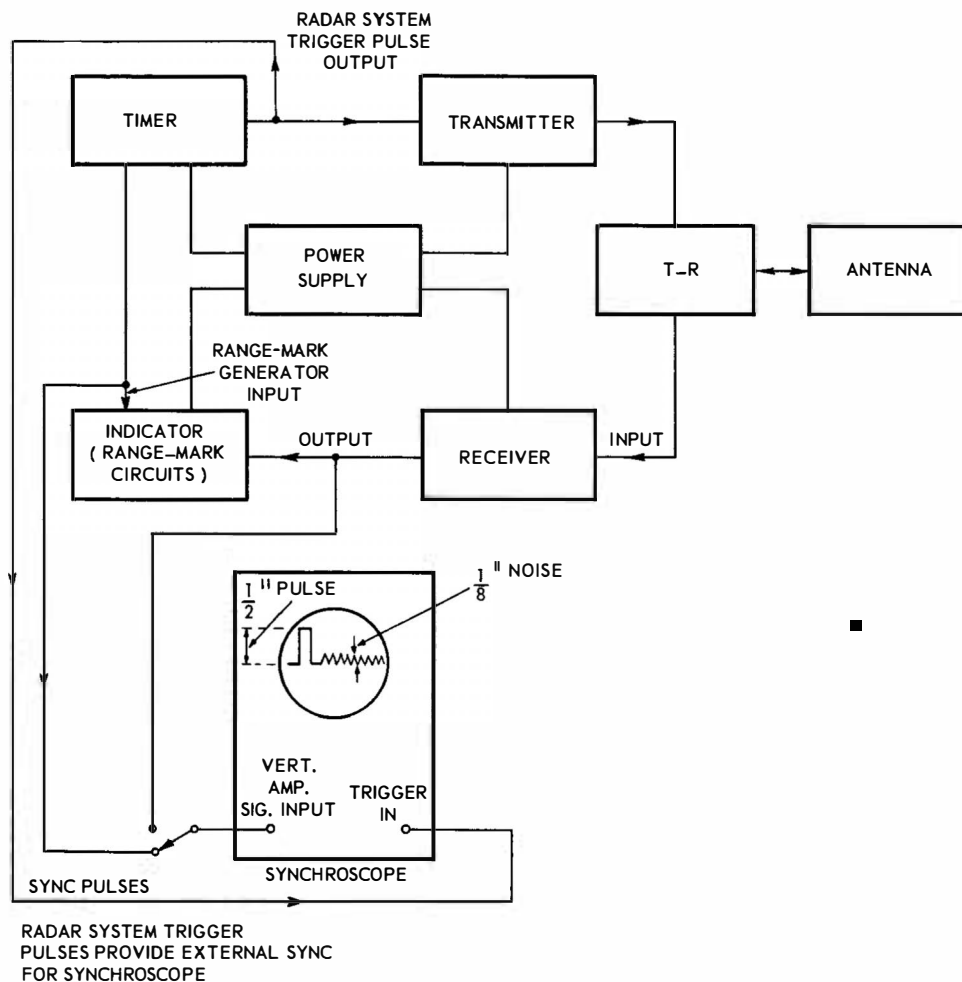 RADAR SYSTEM
TRIGGER PULSE
OUTPUT
TIMER
TRANSMITTER
POWER
SUPPLY
T-R
ANTENNA
RANGE-MARK
GENERATOR
INPUT
INDICATOR
( RANGE-MARK
CIRCUITS )
OUTPUT
RECEIVER
INPUT
1/2 " PULSE
1/8 " NOISE
VERT.
AMP.
SIG. INPUT
TRIGGER
IN
SYNCHROSCOPE
SYNC PULSES
RADAR SYSTEM TRIGGER
PULSES PROVIDE EXTERNAL SYNC
FOR SYNCHROSCOPE